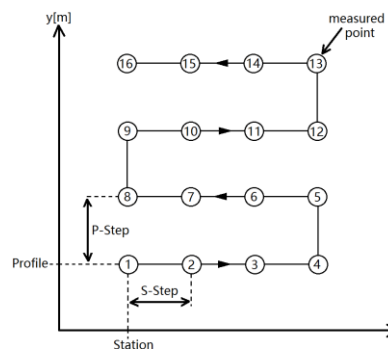 y[m]
measured
point
16 15 14 13
9 10 11 12
8 7 6 5
P-Step
Profile 1 2 3 4
S-Step
Station